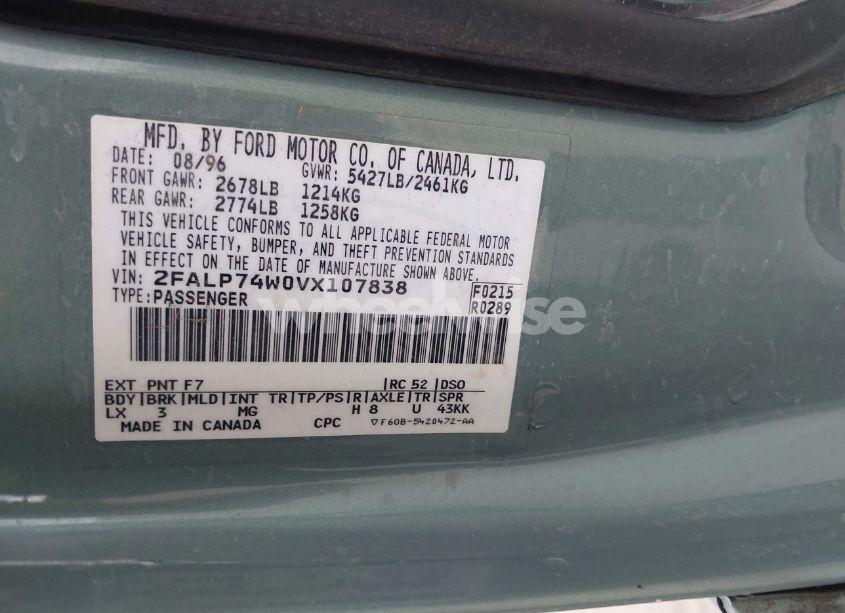 MFD. BY FORD MOTOR CO. OF CANADA, LTD.
DATE: 08/96 GVWR: 5427LB/2461KG
FRONT GAWR: 2678LB 1214KG
REAR GAWR: 2774LB 1258KG
THIS VEHICLE CONFORMS TO ALL APPLICABLE FEDERAL MOTOR
VEHICLE SAFETY, BUMPER, AND THEFT PREVENTION STANDARDS
IN EFFECT ON THE DATE OF MANUFACTURE SHOWN ABOVE.
VIN: 2FALP74W0VX107838 F0215
TYPE: PASSENGER R0289
EXT PNT F7 RC 52 DSO
BDY BRK MLD INT TR TP/PS R AXLE TR SPR
LX 3 MG H 8 U 43KK
MADE IN CANADA CPC F60B-5420472-AA